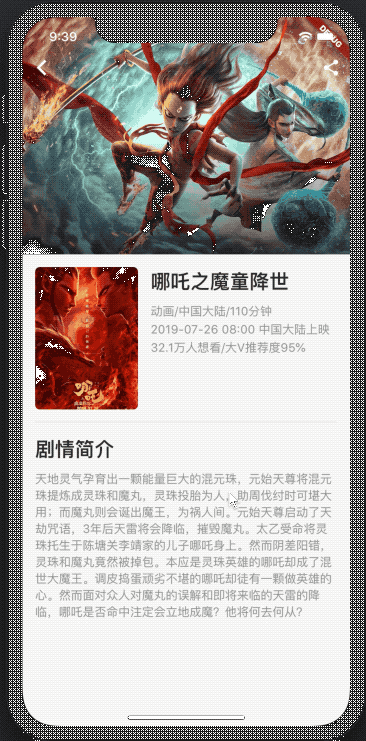 9:39
哪吒之魔童降世
动画/中国大陆/110分钟
2019-07-26 08:00 中国大陆上映
32.1万人想看/大V推荐度95%
剧情简介
天地灵气孕育出一颗能量巨大的混元珠，元始天尊将混元
珠提炼成灵珠和魔丸，灵珠投胎为人，助周伐纣时可堪大
用；而魔丸则会诞出魔王，为祸人间。元始天尊启动了天
劫咒语，3年后天雷将会降临，摧毁魔丸。太乙受命将灵
珠托生于陈塘关李靖家的儿子哪吒身上。然而阴差阳错，
灵珠和魔丸竟然被掉包。本应是灵珠英雄的哪吒却成了混
世大魔王。调皮捣蛋顽劣不堪的哪吒却徒有一颗做英雄的
心。然而面对众人对魔丸的误解和即将来临的天雷的降
临，哪吒是否命中注定会立地成魔？他将何去何从？